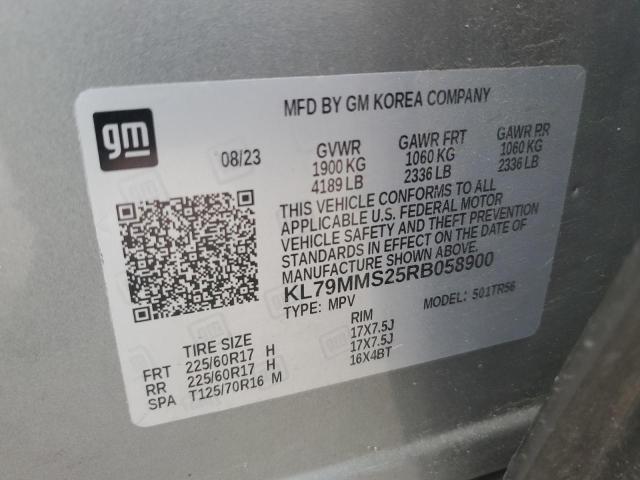 gm
MFD BY GM KOREA COMPANY
08/23
GVWR GAWR FRT GAWR RR
1900 KG 1060 KG 1060 KG
4189 LB 2336 LB 2336 LB
THIS VEHICLE CONFORMS TO ALL
APPLICABLE U.S. FEDERAL MOTOR
VEHICLE SAFETY AND THEFT PREVENTION
STANDARDS IN EFFECT ON THE DATE OF
MANUFACTURE SHOWN ABOVE.
KL79MMS25RB058900
TYPE: MPV MODEL: 501TR56
TIRE SIZE RIM
FRT 225/60R17 H 17X7.5J
RR 225/60R17 H 17X7.5J
SPA T125/70R16 M 16X4BT